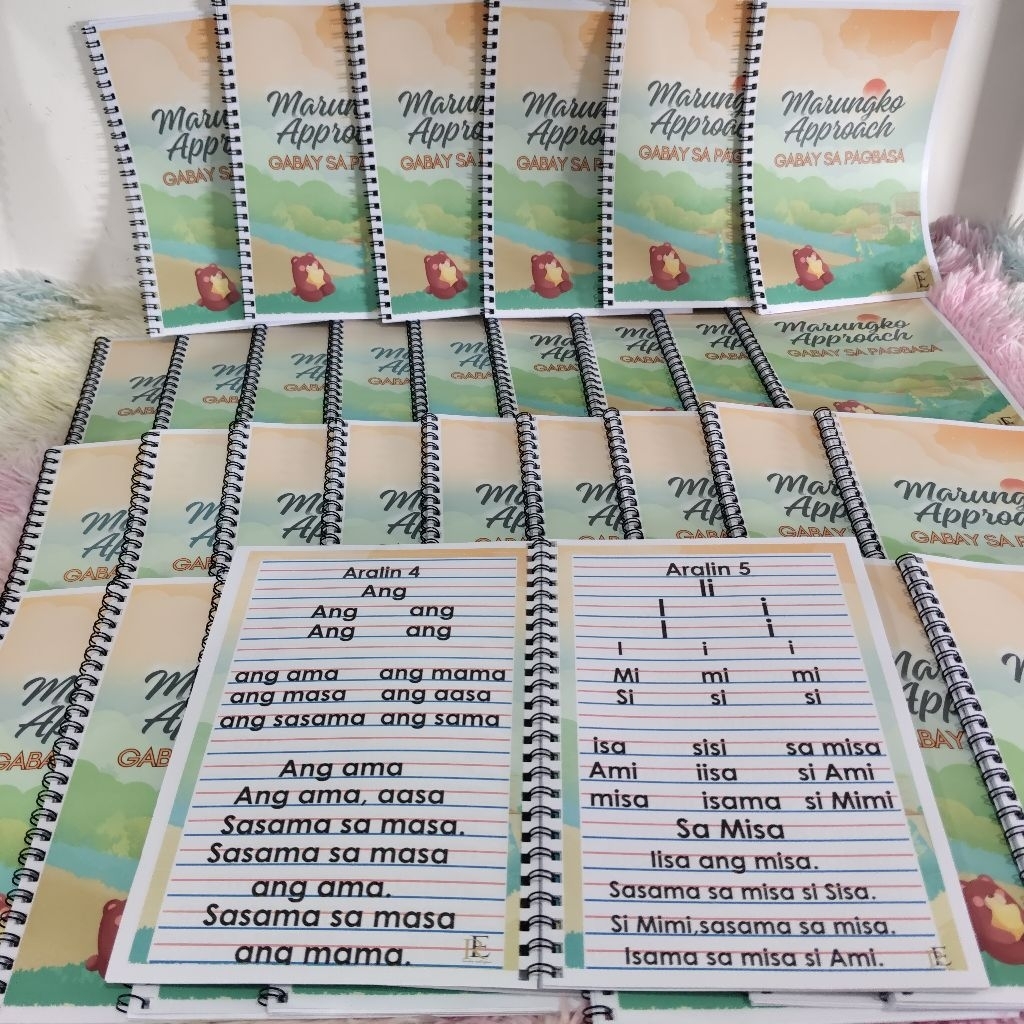 Marungko
Approach
GABAY SA PAGBASA
Marungko
Approach
GABAY SA PAGBASA
Aralin 4
Ang
Ang ang
Ang ang
ang ama ang mama
ang masa ang aasa
ang sasama ang sama
Ang ama
Ang ama, aasa
Sasama sa masa.
Sasama sa masa
ang ama.
Sasama sa masa
ang mama.
Aralin 5
Ii
I i
I i
I i i
Mi mi mi
Si si si
isa sisi sa misa
Ami iisa si Ami
misa isama si Mimi
Sa Misa
Iisa ang misa.
Sasama sa misa si Sisa.
Si Mimi,sasama sa misa.
Isama sa misa si Ami.